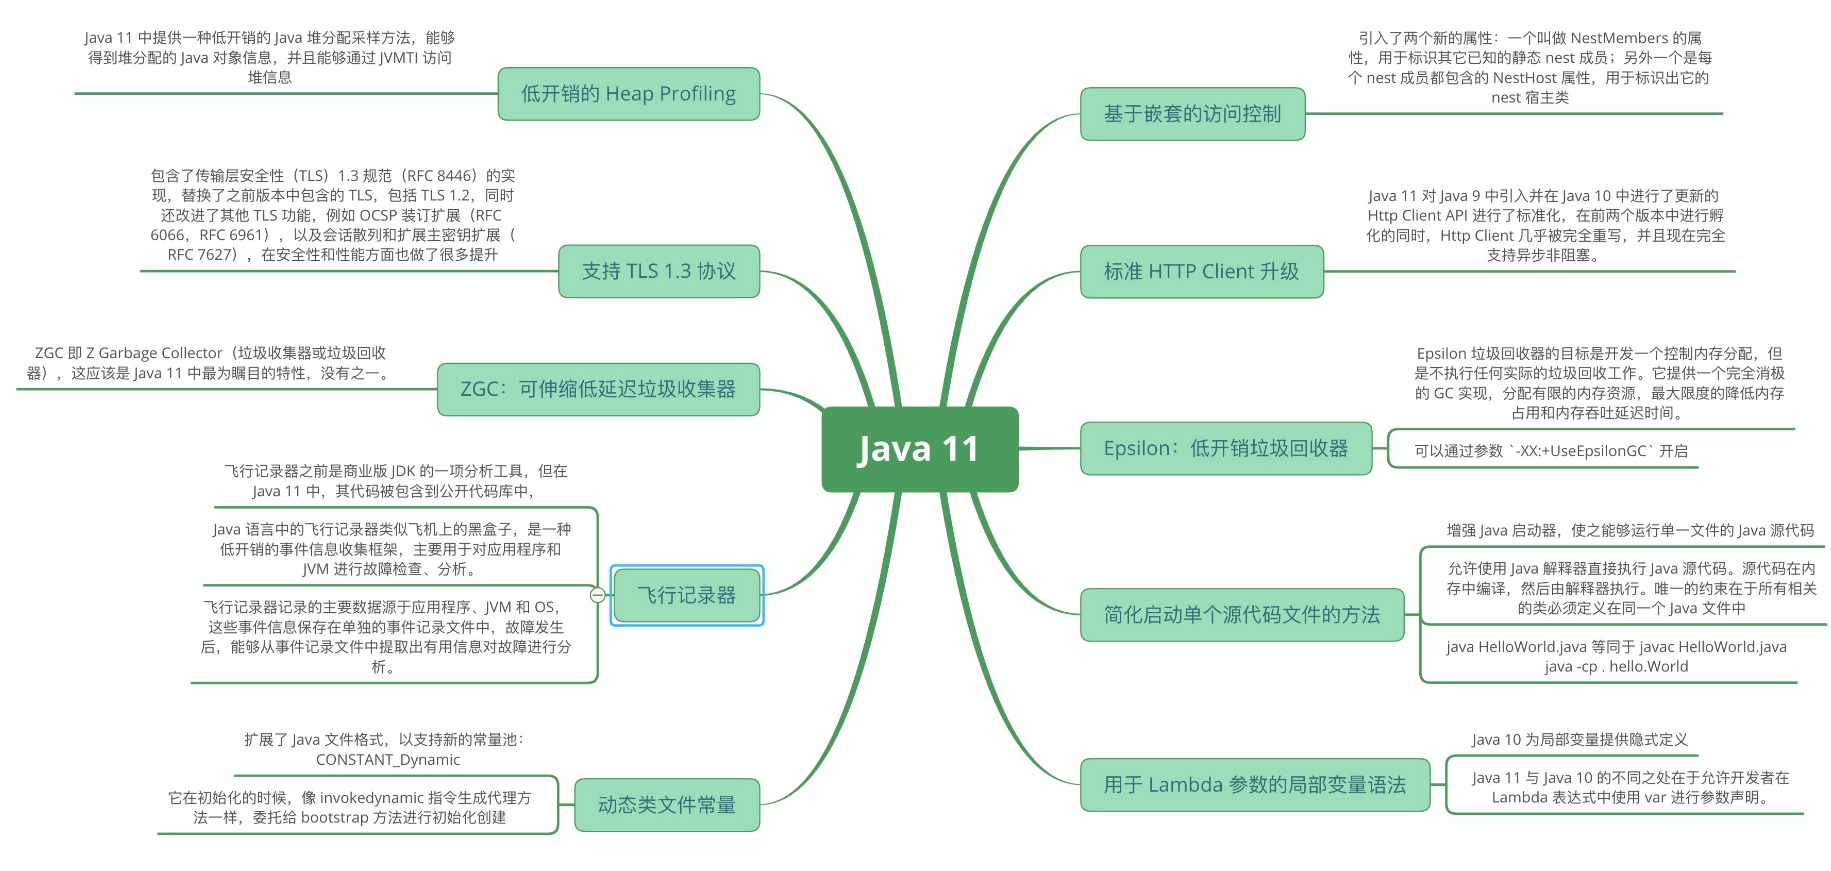 Java 11
基于嵌套的访问控制
引入了两个新的属性：一个叫做 NestMembers 的属
性，用于标识其它已知的静态 nest 成员；另外一个是每
个 nest 成员都包含的 NestHost 属性，用于标识出它的
nest 宿主类
标准 HTTP Client 升级
Java 11 对 Java 9 中引入并在 Java 10 中进行了更新的
Http Client API 进行了标准化，在前两个版本中进行孵
化的同时，Http Client 几乎被完全重写，并且现在完全
支持异步非阻塞。
Epsilon：低开销垃圾回收器
Epsilon 垃圾回收器的目标是开发一个控制内存分配，但
是不执行任何实际的垃圾回收工作。它提供一个完全消极
的 GC 实现，分配有限的内存资源，最大限度的降低内存
占用和内存吞吐延迟时间。
可以通过参数 `-XX:+UseEpsilonGC` 开启
简化启动单个源代码文件的方法
增强 Java 启动器，使之能够运行单一文件的 Java 源代码
允许使用 Java 解释器直接执行 Java 源代码。源代码在内
存中编译，然后由解释器执行。唯一的约束在于所有相关
的类必须定义在同一个 Java 文件中
java HelloWorld.java 等同于 javac HelloWorld.java
java -cp . hello.World
用于 Lambda 参数的局部变量语法
Java 10 为局部变量提供隐式定义
Java 11 与 Java 10 的不同之处在于允许开发者在
Lambda 表达式中使用 var 进行参数声明。
低开销的 Heap Profiling
Java 11 中提供一种低开销的 Java 堆分配采样方法，能够
得到堆分配的 Java 对象信息，并且能够通过 JVMTI 访问
堆信息
支持 TLS 1.3 协议
包含了传输层安全性（TLS）1.3 规范（RFC 8446）的实
现，替换了之前版本中包含的 TLS，包括 TLS 1.2，同时
还改进了其他 TLS 功能，例如 OCSP 装订扩展（RFC
6066，RFC 6961），以及会话散列和扩展主密钥扩展（
RFC 7627），在安全性和性能方面也做了很多提升
ZGC：可伸缩低延迟垃圾收集器
ZGC 即 Z Garbage Collector（垃圾收集器或垃圾回收
器），这应该是 Java 11 中最为瞩目的特性，没有之一。
飞行记录器
飞行记录器之前是商业版 JDK 的一项分析工具，但在
Java 11 中，其代码被包含到公开代码库中，
Java 语言中的飞行记录器类似飞机上的黑盒子，是一种
低开销的事件信息收集框架，主要用于对应用程序和
JVM 进行故障检查、分析。
飞行记录器记录的主要数据源于应用程序、JVM 和 OS，
这些事件信息保存在单独的事件记录文件中，故障发生
后，能够从事件记录文件中提取出有用信息对故障进行分
析。
动态类文件常量
扩展了 Java 文件格式，以支持新的常量池：
CONSTANT_Dynamic
它在初始化的时候，像 invokedynamic 指令生成代理方
法一样，委托给 bootstrap 方法进行初始化创建